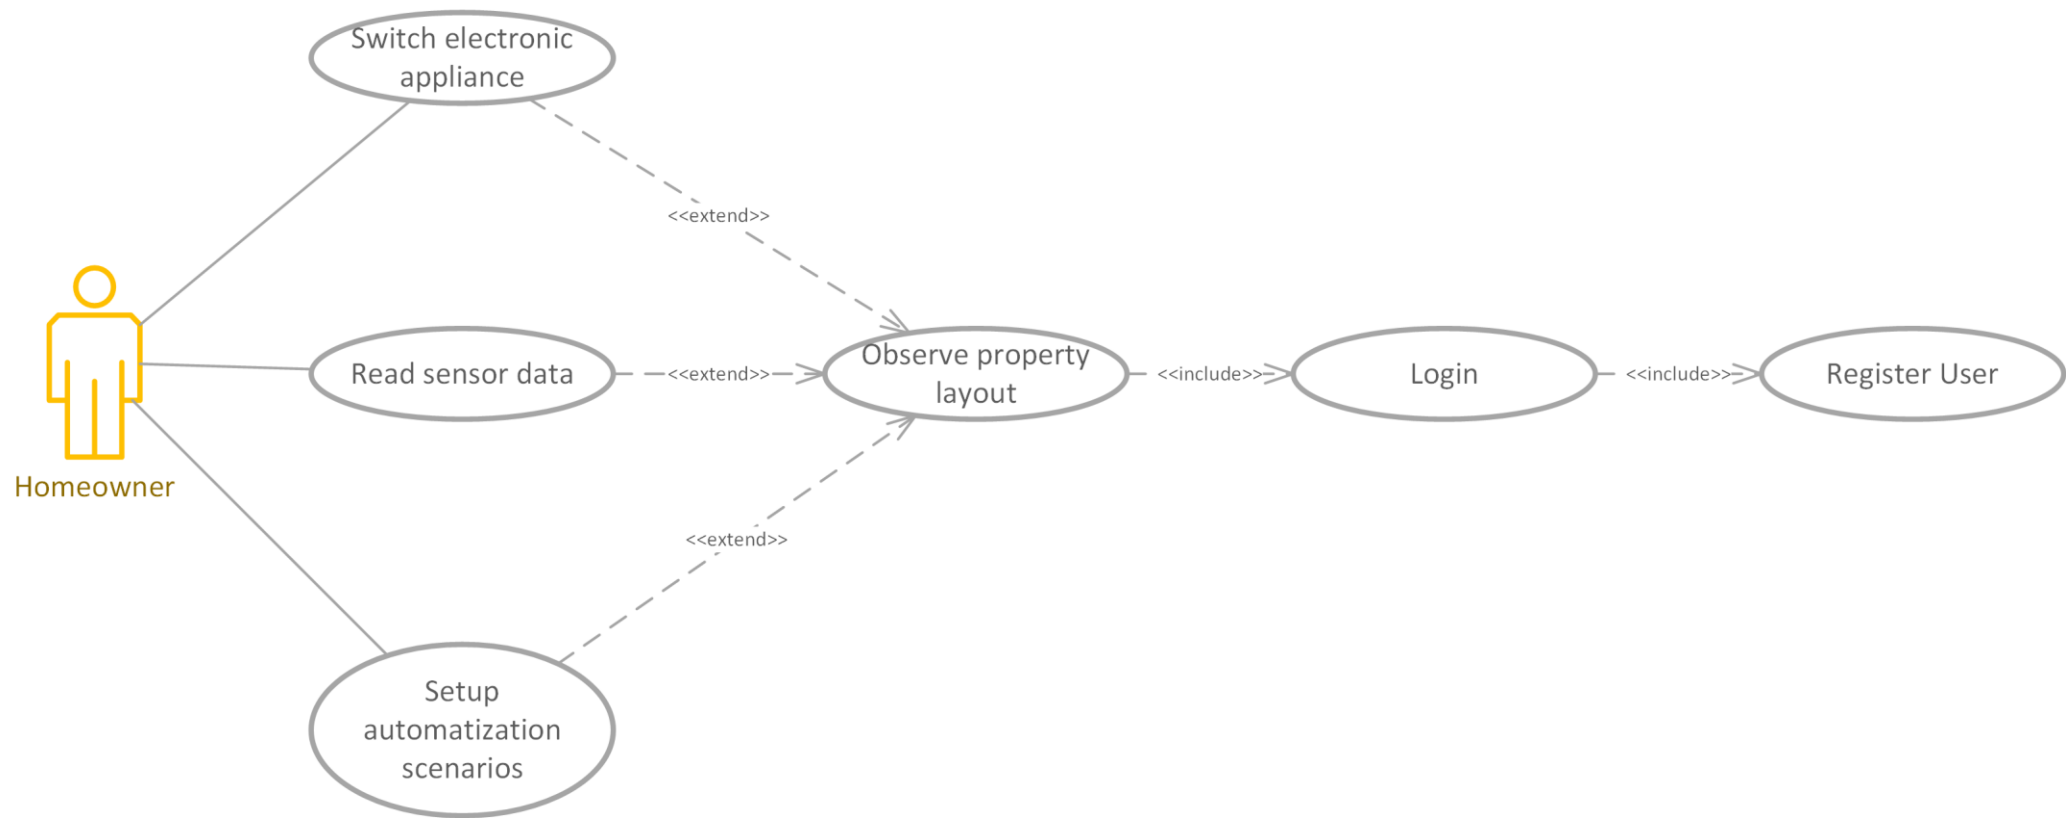 Switch electronic
appliance
<<extend>>
Homeowner
Read sensor data
<<extend>>
Observe property
layout
<<include>>
Login
<<include>>
Register User
<<extend>>
Setup
automatization
scenarios